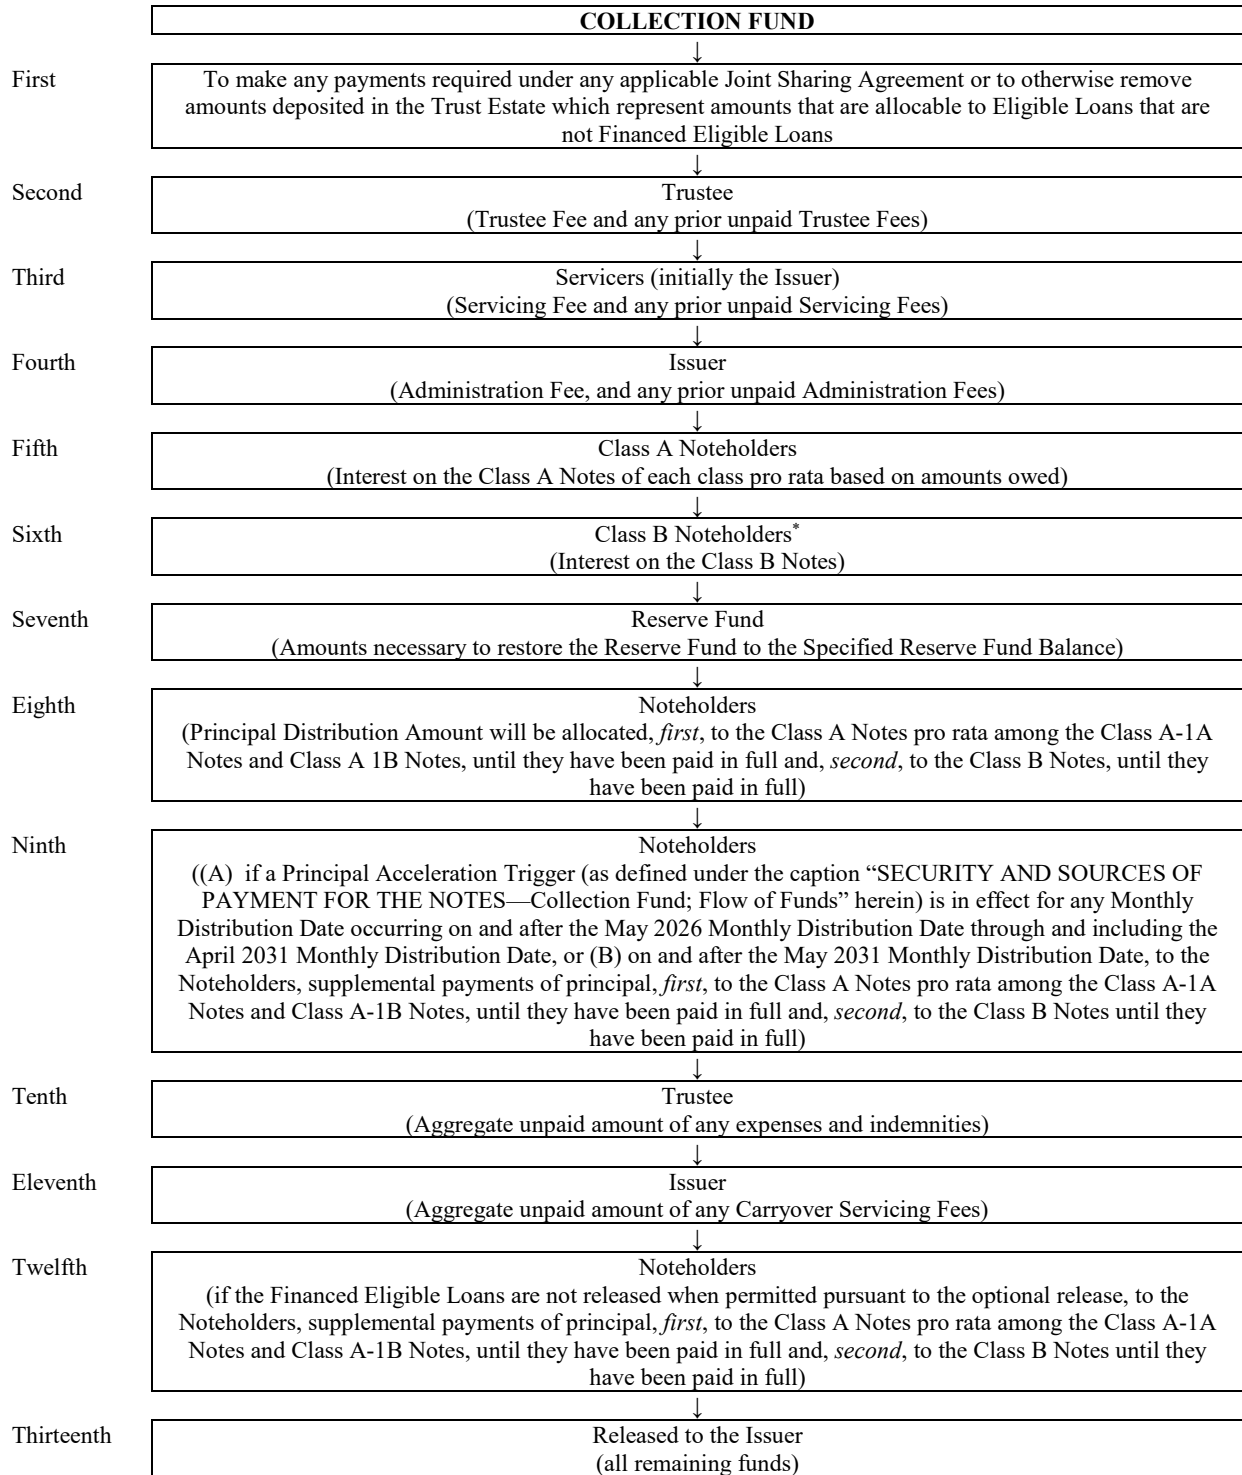 COLLECTION FUND
↓
First
To make any payments required under any applicable Joint Sharing Agreement or to otherwise remove
amounts deposited in the Trust Estate which represent amounts that are allocable to Eligible Loans that are
not Financed Eligible Loans
↓
Second
Trustee
(Trustee Fee and any prior unpaid Trustee Fees)
↓
Third
Servicers (initially the Issuer)
(Servicing Fee and any prior unpaid Servicing Fees)
↓
Fourth
Issuer
(Administration Fee, and any prior unpaid Administration Fees)
↓
Fifth
Class A Noteholders
(Interest on the Class A Notes of each class pro rata based on amounts owed)
↓
Sixth
Class B Noteholders*
(Interest on the Class B Notes)
↓
Seventh
Reserve Fund
(Amounts necessary to restore the Reserve Fund to the Specified Reserve Fund Balance)
↓
Eighth
Noteholders
(Principal Distribution Amount will be allocated, first, to the Class A Notes pro rata among the Class A-1A
Notes and Class A 1B Notes, until they have been paid in full and, second, to the Class B Notes, until they
have been paid in full)
↓
Ninth
Noteholders
((A) if a Principal Acceleration Trigger (as defined under the caption “SECURITY AND SOURCES OF
PAYMENT FOR THE NOTES—Collection Fund; Flow of Funds” herein) is in effect for any Monthly
Distribution Date occurring on and after the May 2026 Monthly Distribution Date through and including the
April 2031 Monthly Distribution Date, or (B) on and after the May 2031 Monthly Distribution Date, to the
Noteholders, supplemental payments of principal, first, to the Class A Notes pro rata among the Class A-1A
Notes and Class A-1B Notes, until they have been paid in full and, second, to the Class B Notes until they
have been paid in full)
↓
Tenth
Trustee
(Aggregate unpaid amount of any expenses and indemnities)
↓
Eleventh
Issuer
(Aggregate unpaid amount of any Carryover Servicing Fees)
↓
Twelfth
Noteholders
(if the Financed Eligible Loans are not released when permitted pursuant to the optional release, to the
Noteholders, supplemental payments of principal, first, to the Class A Notes pro rata among the Class A-1A
Notes and Class A-1B Notes, until they have been paid in full and, second, to the Class B Notes until they
have been paid in full)
↓
Thirteenth
Released to the Issuer
(all remaining funds)